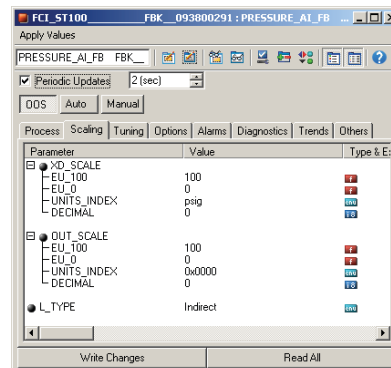 FCI_ST100________FBK__093800291 : PRESSURE_AI_FB ...
Apply Values
PRESSURE_AI_FB FBK__
Periodic Updates 2 (sec)
OOS Auto Manual
Process Scaling Tuning Options Alarms Diagnostics Trends Others
Parameter Value Type & E
XD_SCALE
EU_100 100
EU_0 0
UNITS_INDEX psig
DECIMAL 0
OUT_SCALE
EU_100 100
EU_0 0
UNITS_INDEX 0x0000
DECIMAL 0
L_TYPE Indirect
Write Changes Read All